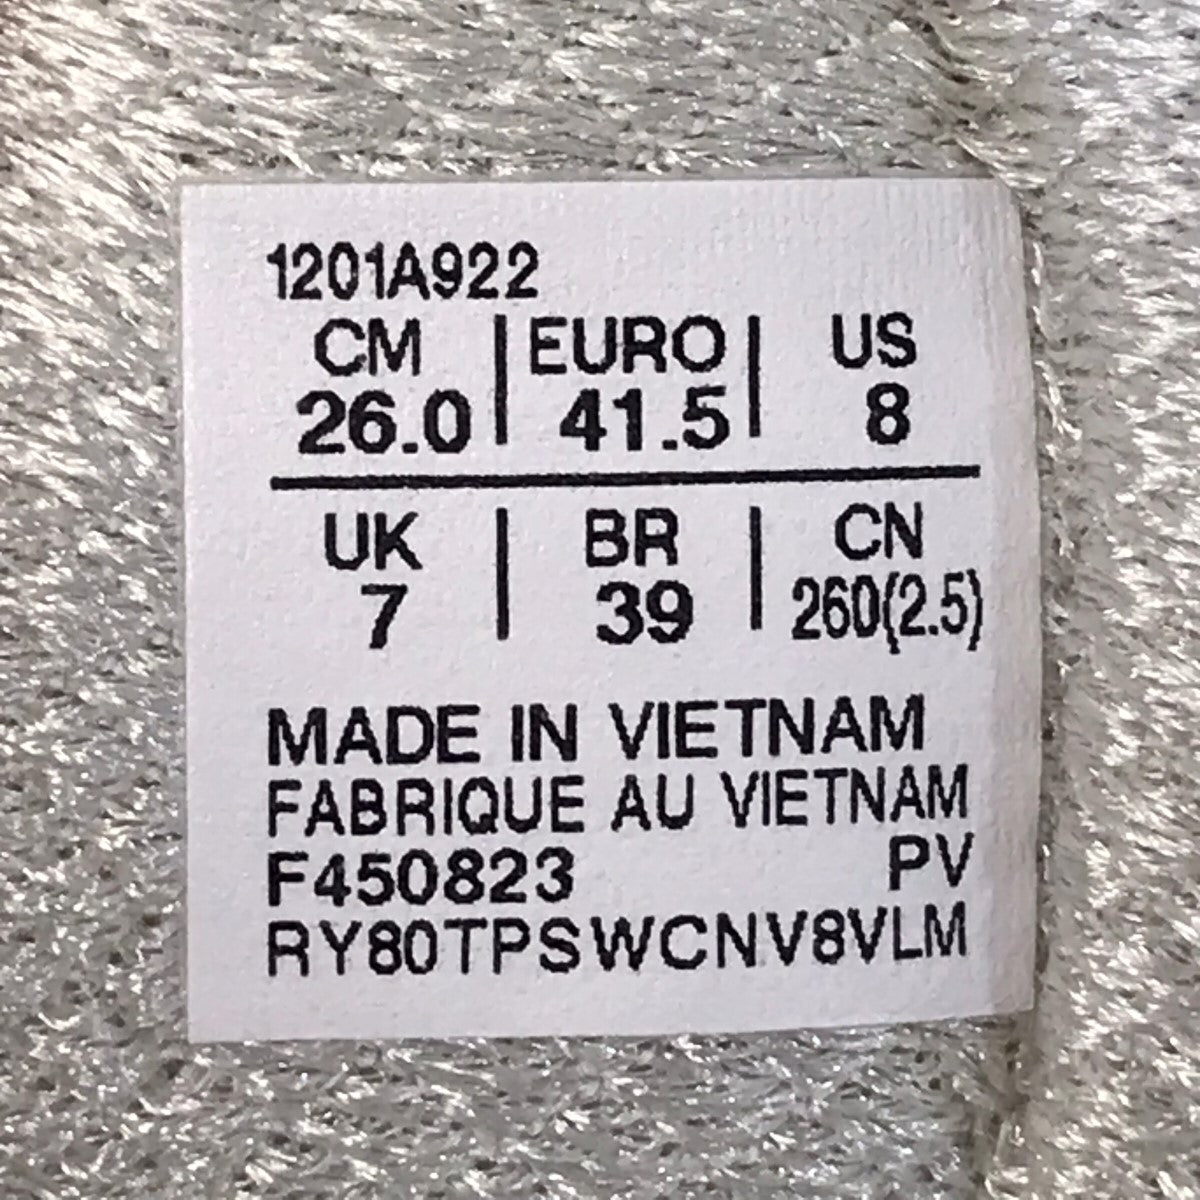 1201A922
CM | EURO | US
26.0 | 41.5 | 8
UK | BR | CN
7 | 39 | 260(2.5)
MADE IN VIETNAM
FABRIQUE AU VIETNAM
F450823 PV
RY80TPSWCNV8VLM